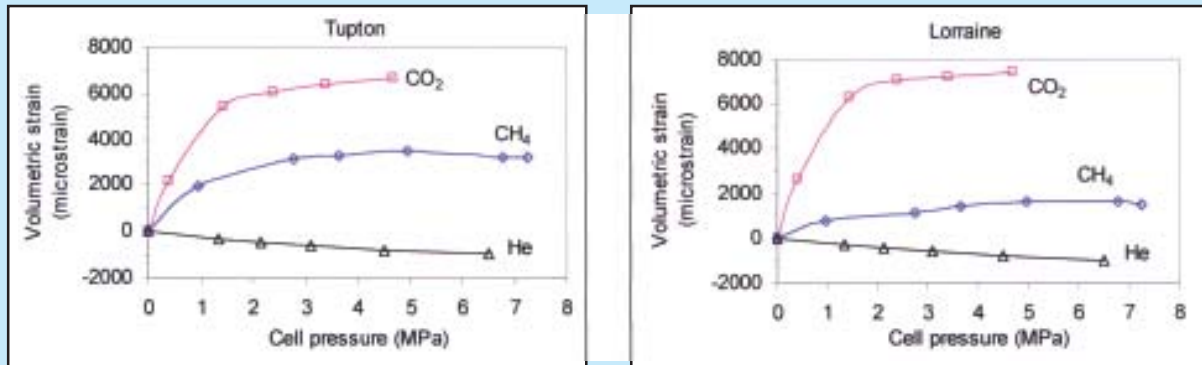 Tupton
Volumetric strain
(microstrain)
8000
6000
4000
2000
0
-2000
CO₂
CH₄
He
0 1 2 3 4 5 6 7 8
Cell pressure (MPa)
Lorraine
Volumetric strain
(microstrain)
8000
6000
4000
2000
0
-2000
CO₂
CH₄
He
0 1 2 3 4 5 6 7 8
Cell pressure (MPa)